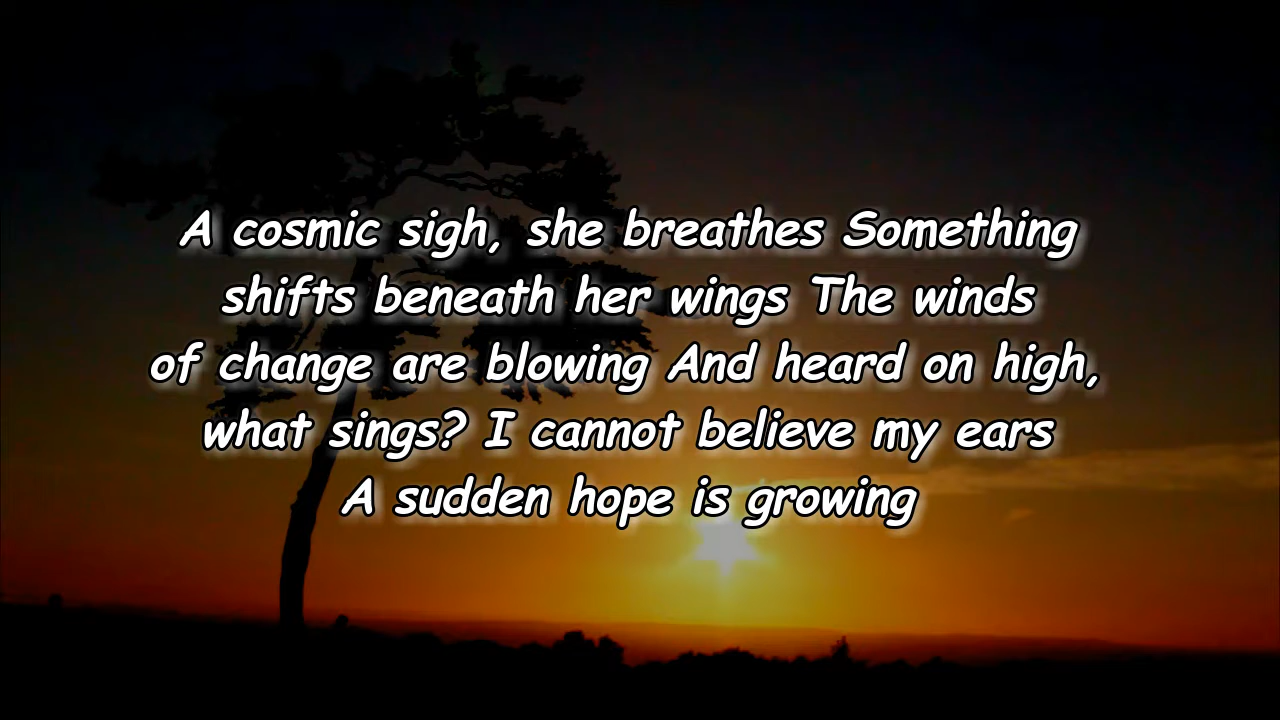 A cosmic sigh, she breathes Something
shifts beneath her wings The winds
of change are blowing And heard on high,
what sings? I cannot believe my ears
A sudden hope is growing